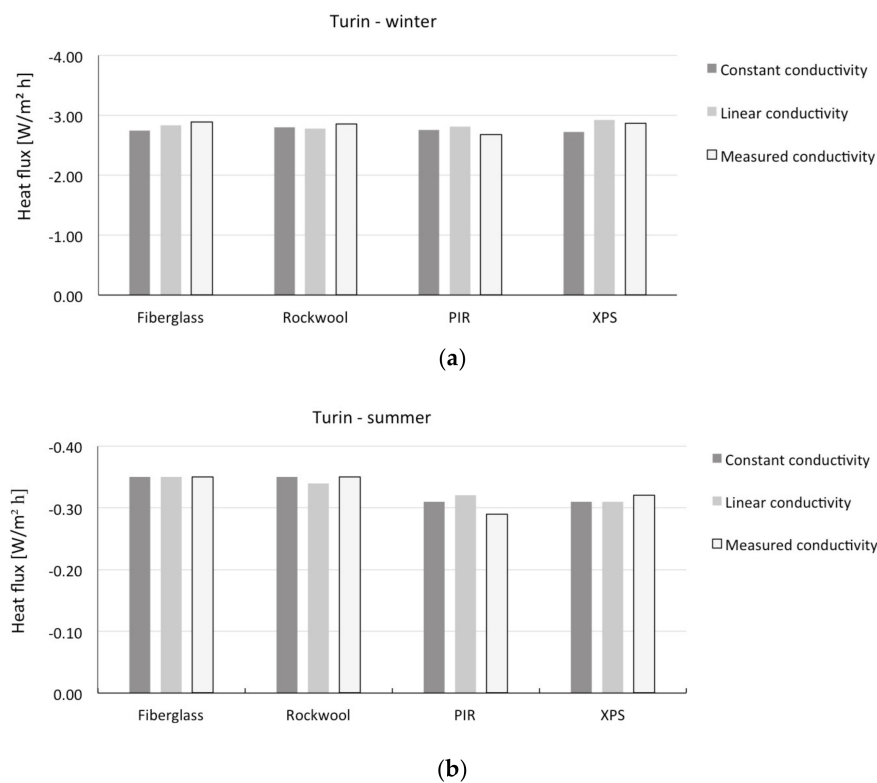 Turin - winter
Heat flux [W/m² h]
-4.00
-3.00
-2.00
-1.00
0.00
Fiberglass Rockwool PIR XPS
Constant conductivity
Linear conductivity
Measured conductivity
(a)
Turin - summer
Heat flux [W/m² h]
-0.40
-0.30
-0.20
-0.10
0.00
Fiberglass Rockwool PIR XPS
Constant conductivity
Linear conductivity
Measured conductivity
(b)